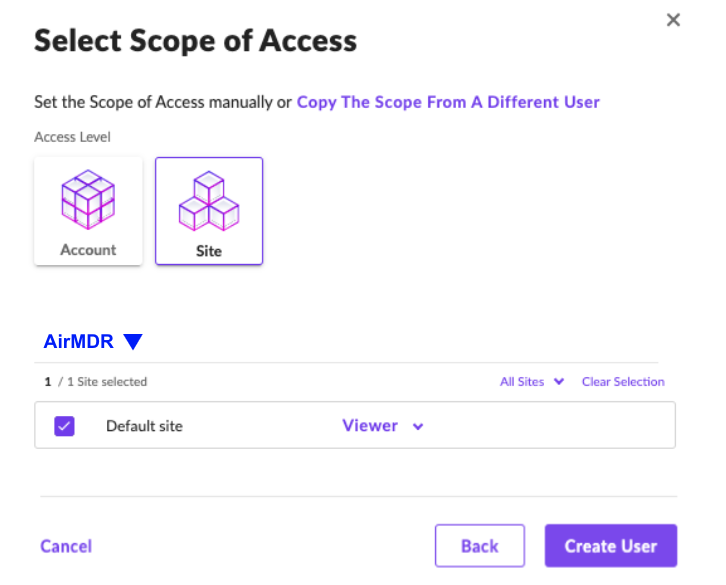 Select Scope of Access
Set the Scope of Access manually or Copy The Scope From A Different User
Access Level
Account
Site
AirMDR
1 / 1 Site selected
All Sites
Clear Selection
Default site
Viewer
Cancel
Back
Create User